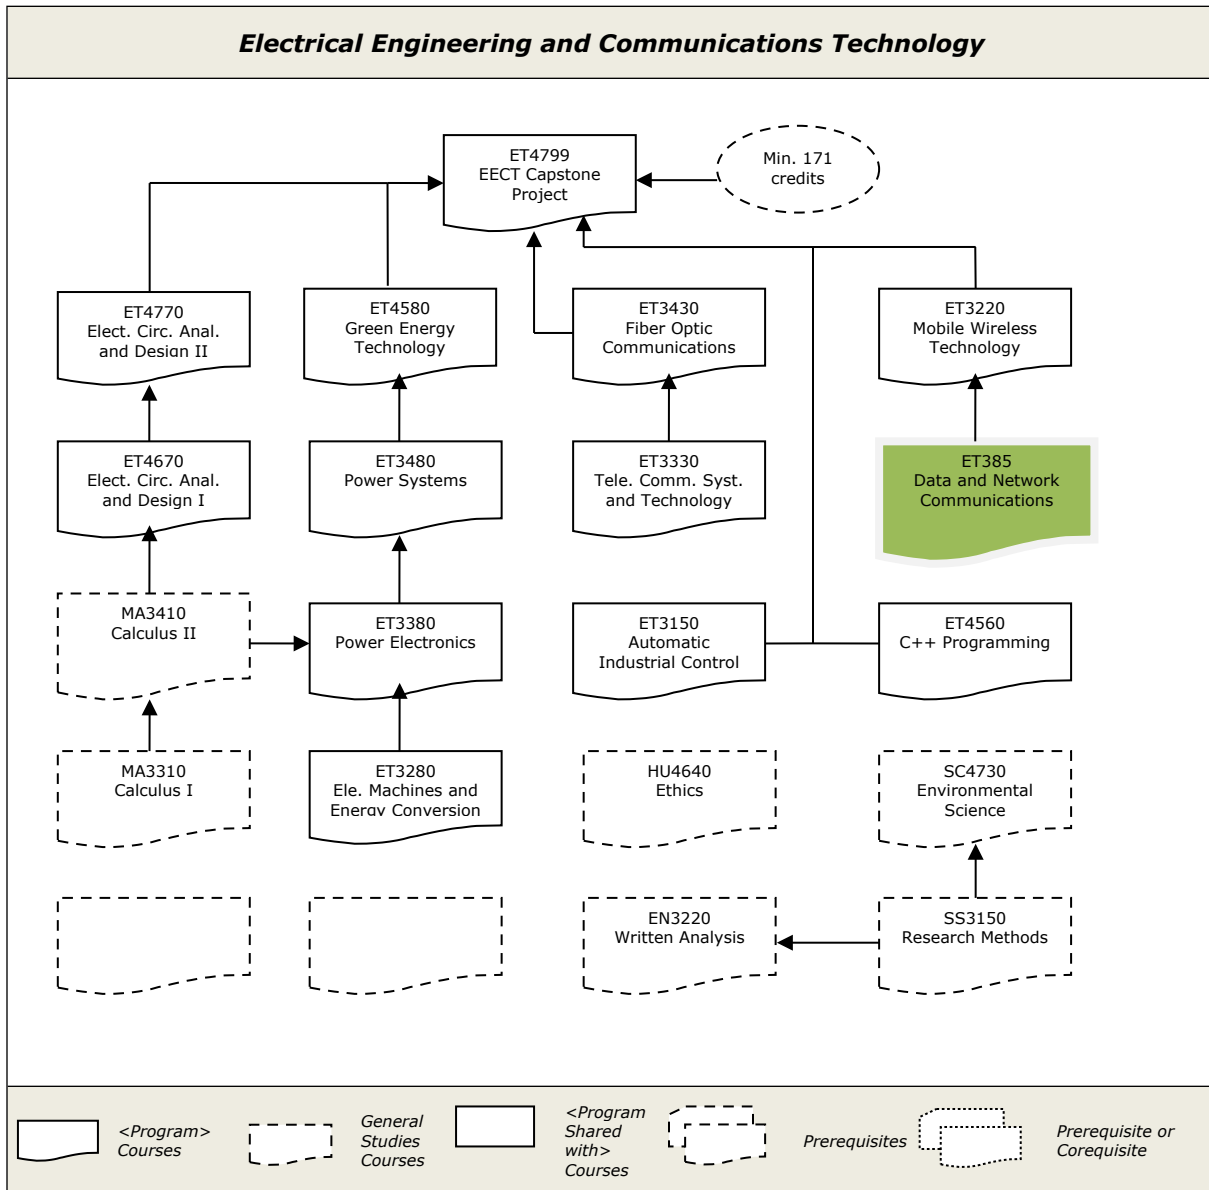 Electrical Engineering and Communications Technology
ET4799
EECT Capstone
Project
Min. 171
credits
ET4770
Elect. Circ. Anal.
and Design II
ET4580
Green Energy
Technology
ET3430
Fiber Optic
Communications
ET3220
Mobile Wireless
Technology
ET4670
Elect. Circ. Anal.
and Design I
ET3480
Power Systems
ET3330
Tele. Comm. Syst.
and Technology
ET385
Data and Network
Communications
MA3410
Calculus II
ET3380
Power Electronics
ET3150
Automatic
Industrial Control
ET4560
C++ Programming
MA3310
Calculus I
ET3280
Ele. Machines and
Energy Conversion
HU4640
Ethics
SC4730
Environmental
Science
EN3220
Written Analysis
SS3150
Research Methods
<Program>
Courses
General
Studies
Courses
<Program
Shared
with>
Courses
Prerequisites
Prerequisite or
Corequisite